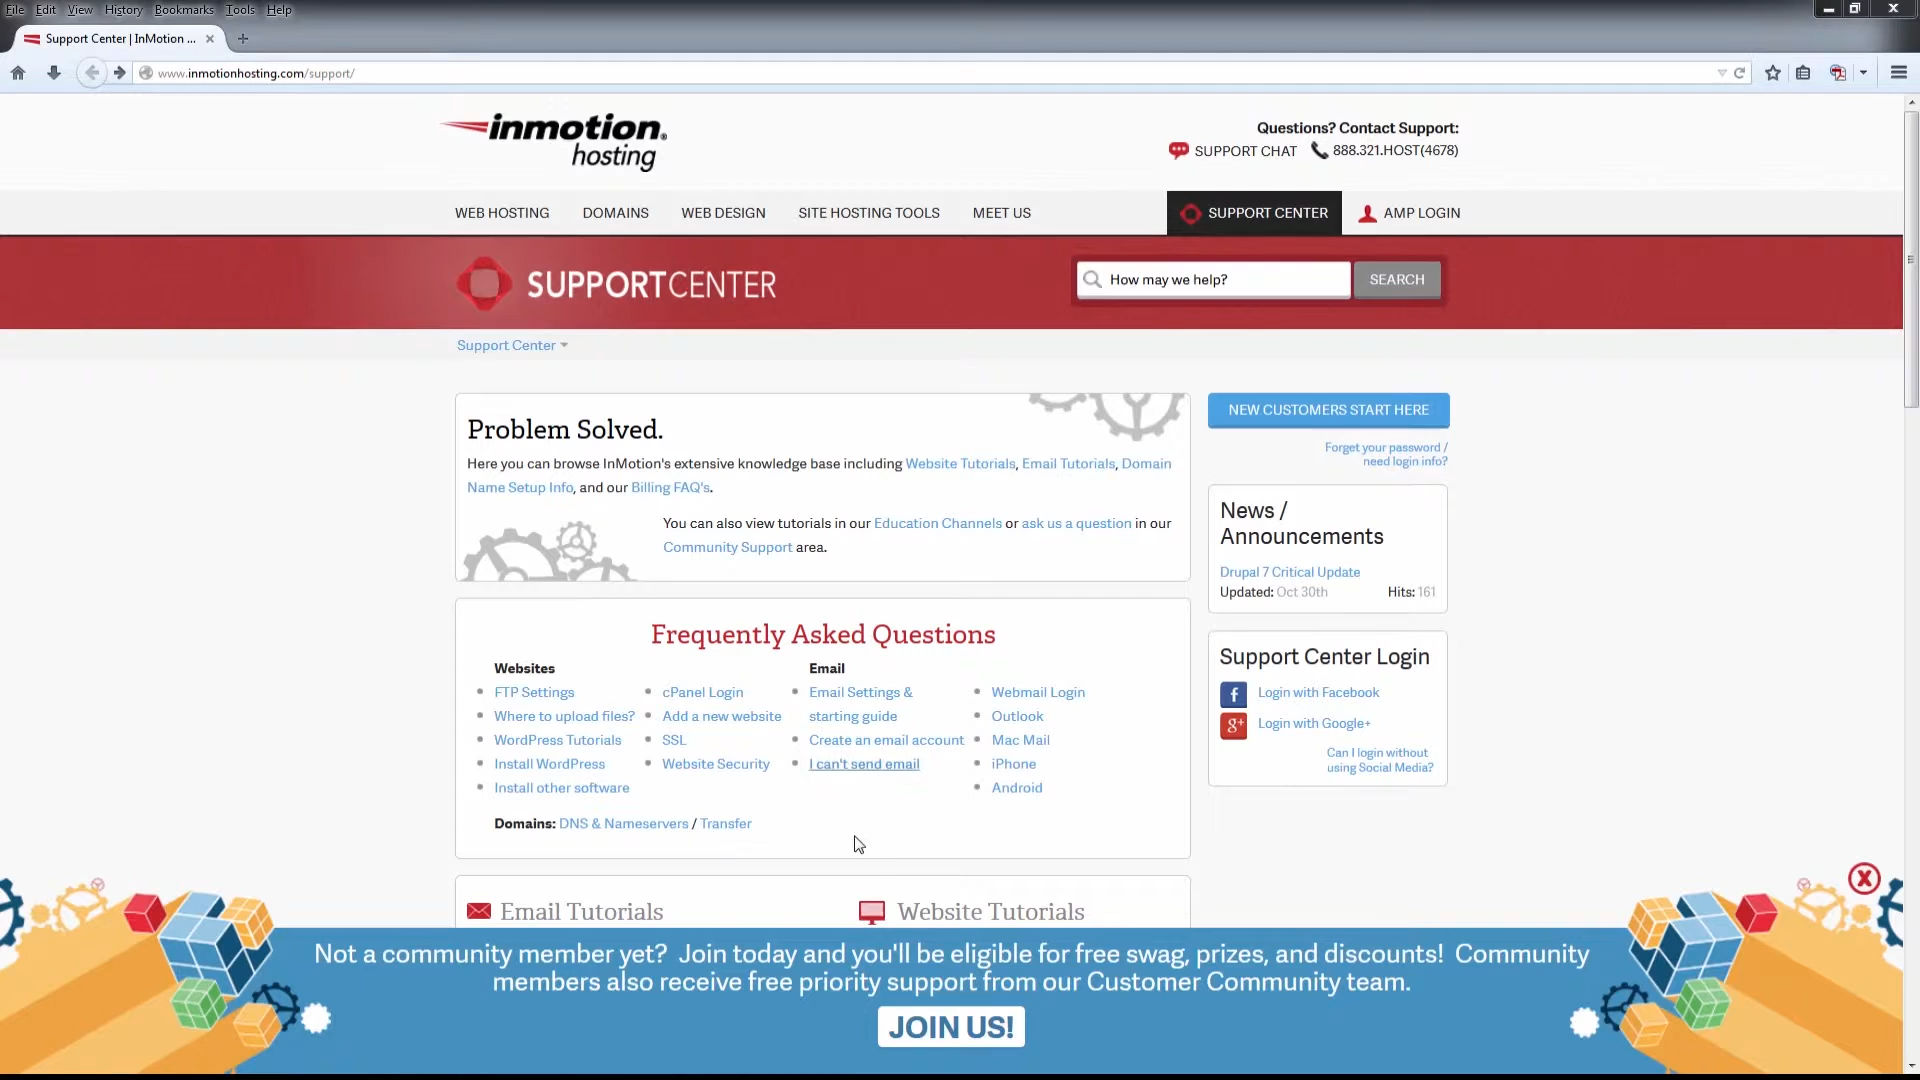 File Edit View History Bookmarks Tools Help
Support Center | InMotion ...
www.inmotionhosting.com/support/
inmotion
hosting
Questions? Contact Support:
SUPPORT CHAT 888.321.HOST(4678)
WEB HOSTING DOMAINS WEB DESIGN SITE HOSTING TOOLS MEET US SUPPORT CENTER AMP LOGIN
SUPPORTCENTER
How may we help? SEARCH
Support Center
Problem Solved.
Here you can browse InMotion's extensive knowledge base including Website Tutorials, Email Tutorials, Domain
Name Setup Info, and our Billing FAQ's.
You can also view tutorials in our Education Channels or ask us a question in our
Community Support area.
NEW CUSTOMERS START HERE
Forget your password /
need login info?
News /
Announcements
Drupal 7 Critical Update
Updated: Oct 30th Hits: 161
Support Center Login
f Login with Facebook
g+ Login with Google+
Can I login without
using Social Media?
Frequently Asked Questions
Websites
FTP Settings
Where to upload files?
WordPress Tutorials
Install WordPress
Install other software
cPanel Login
Add a new website
SSL
Website Security
Email
Email Settings &
starting guide
Create an email account
I can't send email
Webmail Login
Outlook
Mac Mail
iPhone
Android
Domains: DNS & Nameservers / Transfer
Email Tutorials
Website Tutorials
X
Not a community member yet? Join today and you'll be eligible for free swag, prizes, and discounts! Community
members also receive free priority support from our Customer Community team.
JOIN US!